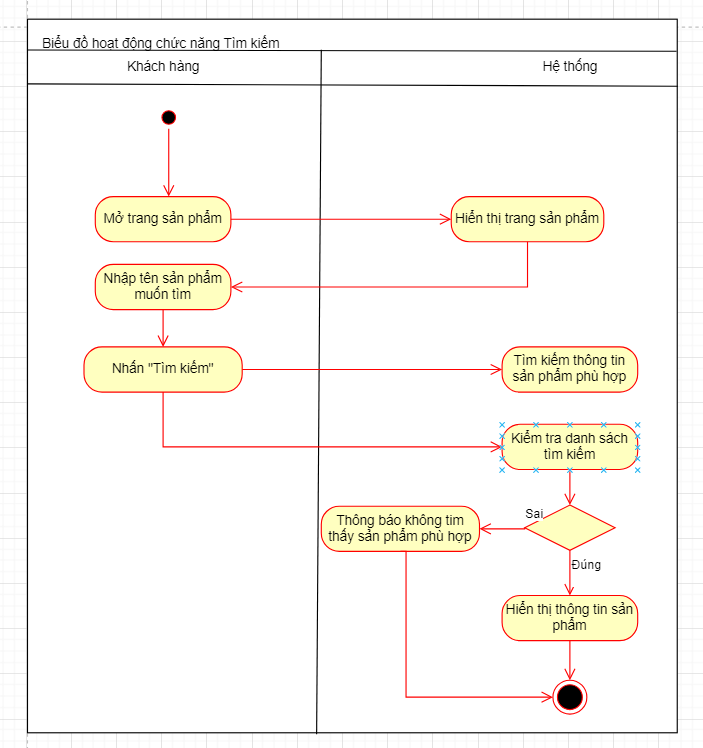 Biểu đồ hoạt động chức năng Tìm kiếm
Khách hàng
Hệ thống
Mở trang sản phẩm
Hiển thị trang sản phẩm
Nhập tên sản phẩm
muốn tìm
Nhấn "Tìm kiếm"
Tìm kiếm thông tin
sản phẩm phù hợp
Kiểm tra danh sách
tìm kiếm
Sai
Thông báo không tim
thấy sản phẩm phù hợp
Đúng
Hiển thị thông tin sản
phẩm